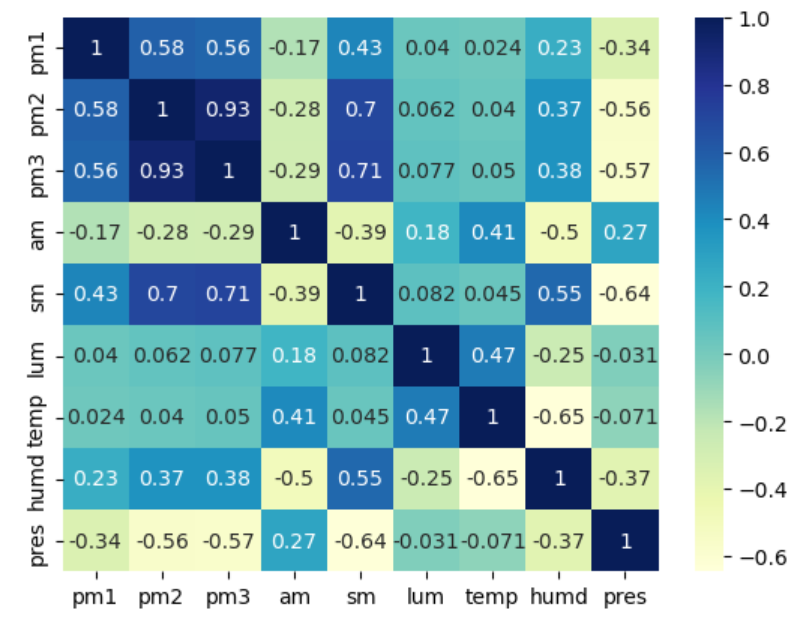 pm1 1 0.58 0.56 -0.17 0.43 0.04 0.024 0.23 -0.34
pm2 0.58 1 0.93 -0.28 0.7 0.062 0.04 0.37 -0.56
pm3 0.56 0.93 1 -0.29 0.71 0.077 0.05 0.38 -0.57
am -0.17 -0.28 -0.29 1 -0.39 0.18 0.41 -0.5 0.27
sm 0.43 0.7 0.71 -0.39 1 0.082 0.045 0.55 -0.64
lum 0.04 0.062 0.077 0.18 0.082 1 0.47 -0.25 -0.031
temp 0.024 0.04 0.05 0.41 0.045 0.47 1 -0.65 -0.071
humd 0.23 0.37 0.38 -0.5 0.55 -0.25 -0.65 1 -0.37
pres -0.34 -0.56 -0.57 0.27 -0.64 -0.031 -0.071 -0.37 1
pm1 pm2 pm3 am sm lum temp humd pres
1.0
0.8
0.6
0.4
0.2
0.0
−0.2
−0.4
−0.6